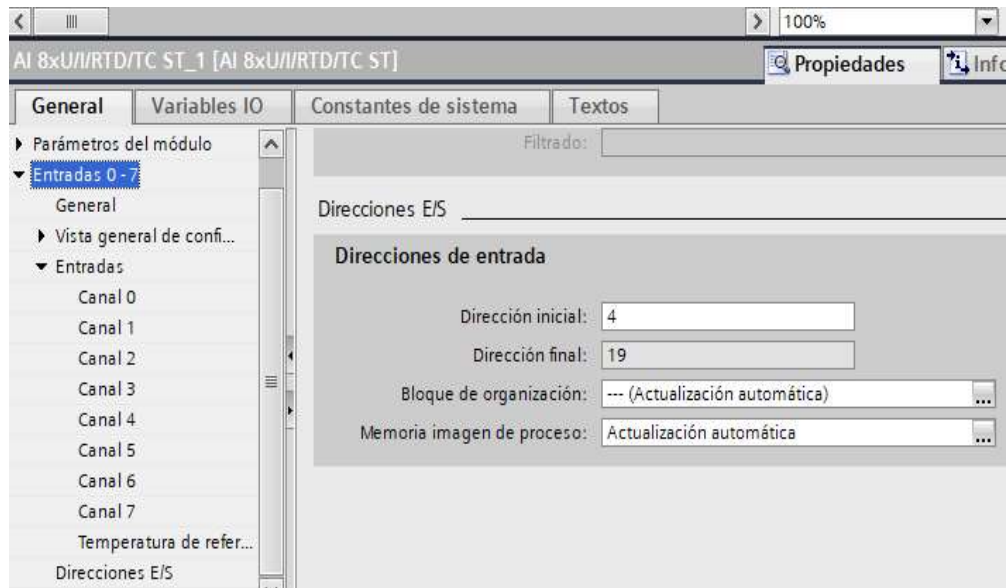 100%
AI 8xU/I/RTD/TC ST_1 [AI 8xU/I/RTD/TC ST]
Propiedades
Info
General
Variables IO
Constantes de sistema
Textos
Parámetros del módulo
Entradas 0 - 7
General
Vista general de confi...
Entradas
Canal 0
Canal 1
Canal 2
Canal 3
Canal 4
Canal 5
Canal 6
Canal 7
Temperatura de refer...
Direcciones E/S
Filtrado:
Direcciones E/S
Direcciones de entrada
Dirección inicial: 4
Dirección final: 19
Bloque de organización: --- (Actualización automática) ...
Memoria imagen de proceso: Actualización automática ...